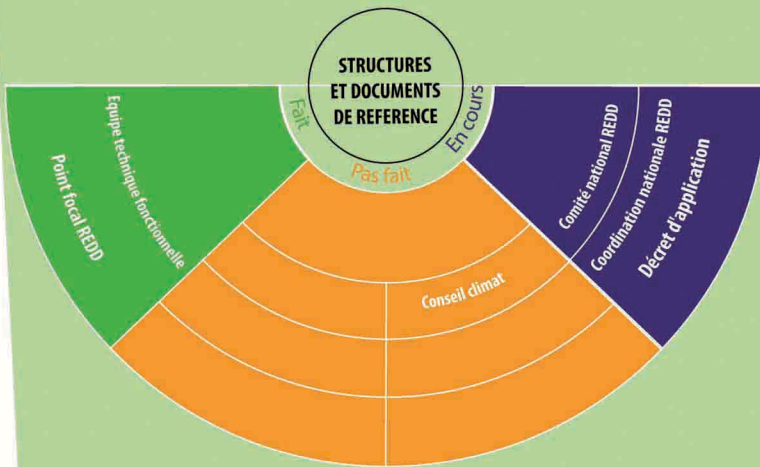 STRUCTURES
ET DOCUMENTS
DE REFERENCE
Fait
Pas fait
En cours
Equipe technique fonctionnelle
Point focal REDD
Conseil climat
Comité national REDD
Coordination nationale REDD
Décret d'application